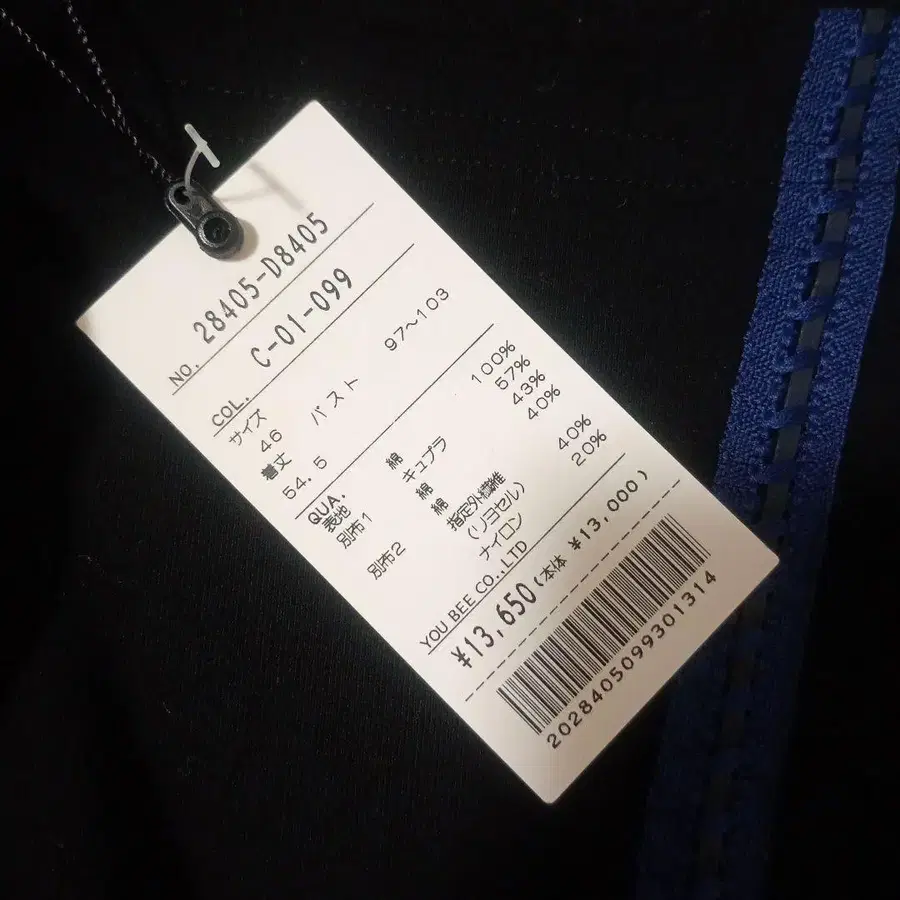 NO. 28405-D8405
COL. C-01-099
サイズ
46 バスト 97～103
着丈
54.5
QUA.
表地 綿 100%
別布1 キュプラ 57%
綿 43%
別布2 綿 40%
指定外繊維
(リヨセル) 40%
ナイロン 20%
YOU BEE CO.,LTD
¥13,650(本体 ¥13,000)
2028405099301314